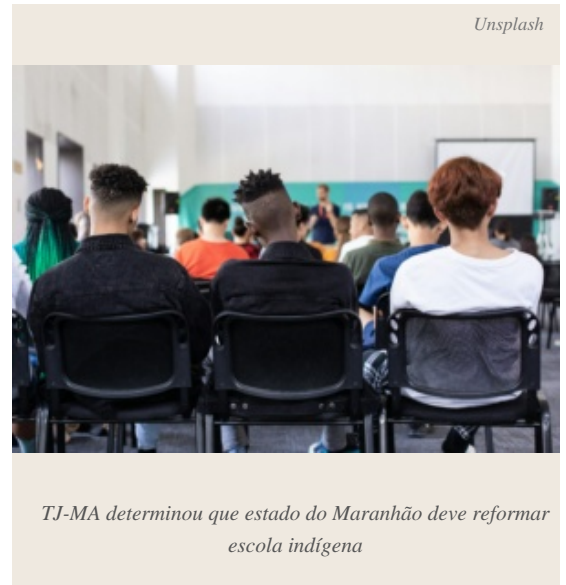 Unsplash
TJ-MA determinou que estado do Maranhão deve reformar
escola indígena